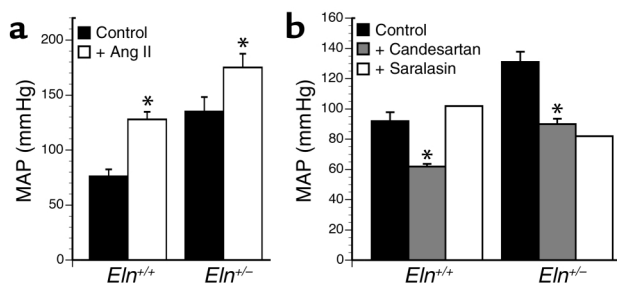 a
Control
+ Ang II
MAP (mmHg)
200
150
100
50
0
*
*
Eln+/+
Eln+/–
b
Control
+ Candesartan
+ Saralasin
MAP (mmHg)
160
140
120
100
80
60
40
20
0
*
*
Eln+/+
Eln+/–